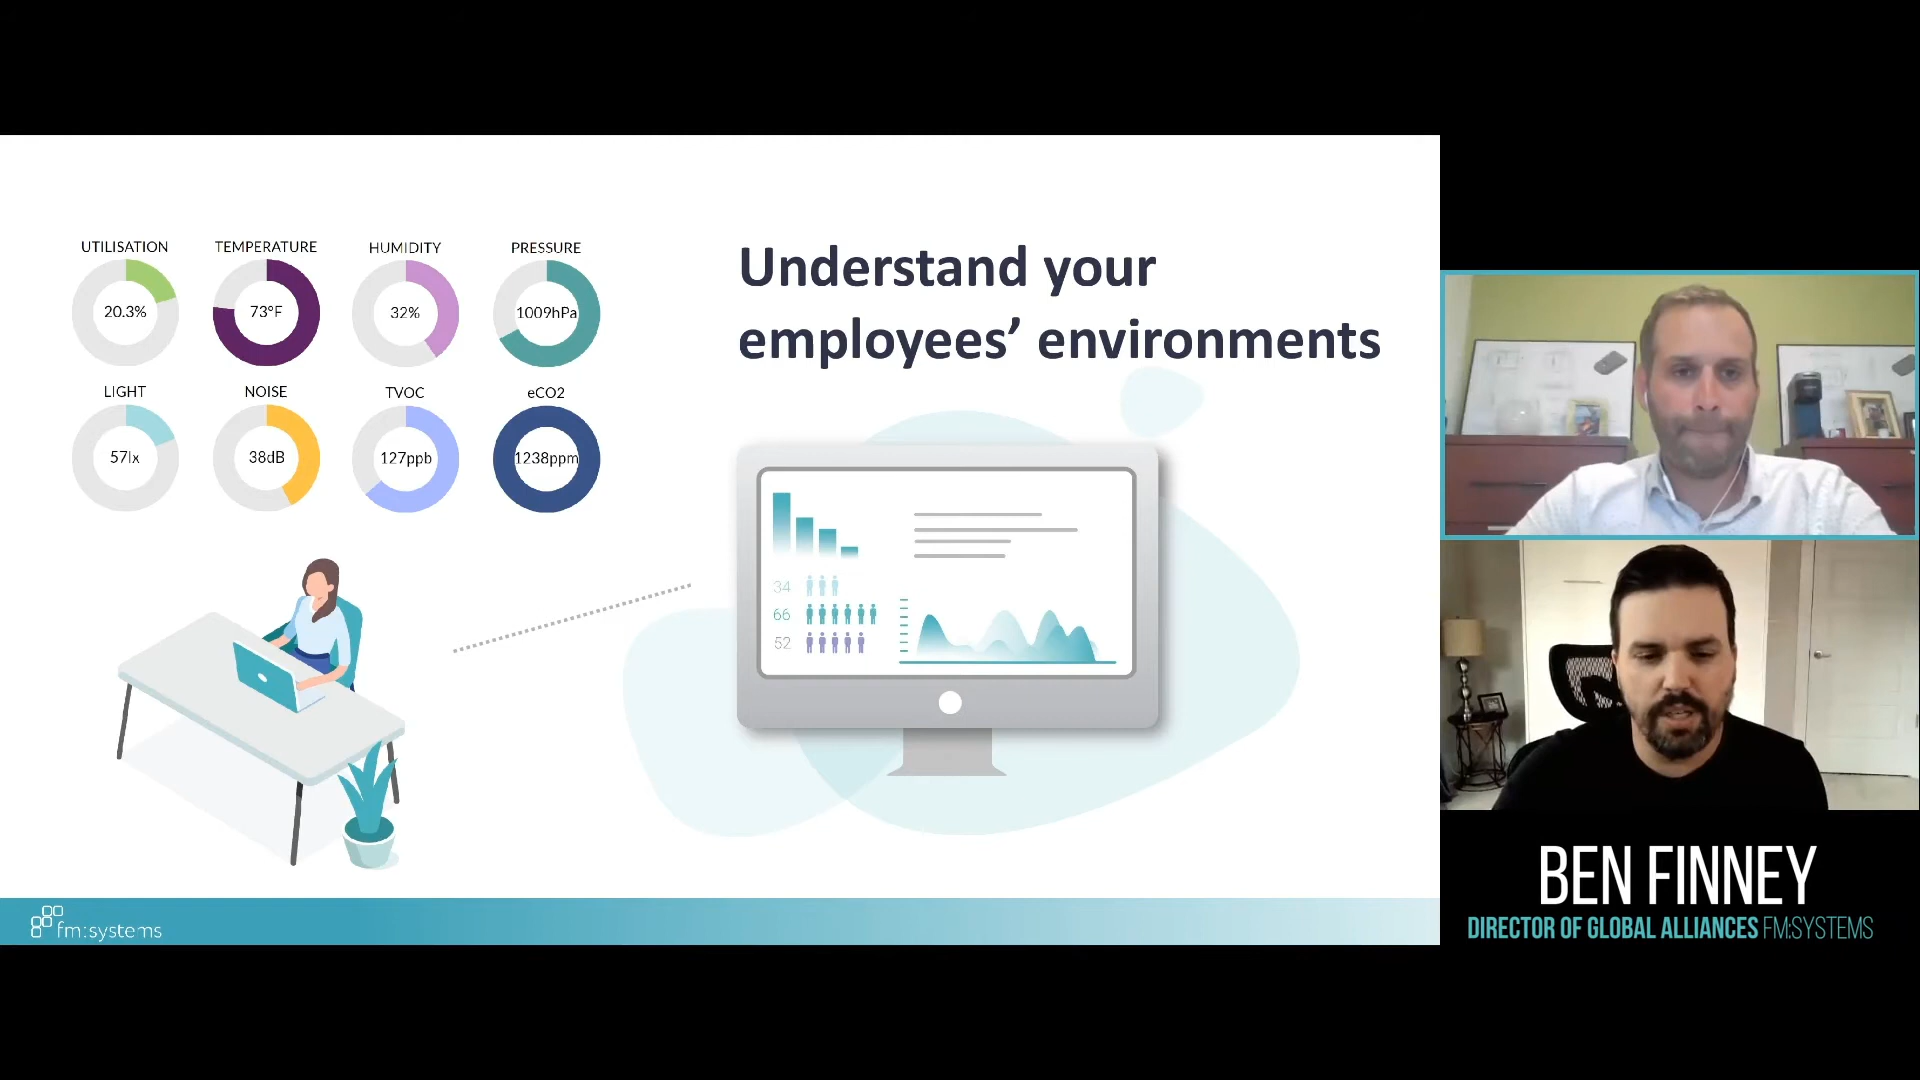 UTILISATION
TEMPERATURE
HUMIDITY
PRESSURE
20.3%
73°F
32%
1009hPa
LIGHT
NOISE
TVOC
eCO2
57lx
38dB
127ppb
1238ppm
Understand your
employees’ environments
34
66
52
fm:systems
BEN FINNEY
DIRECTOR OF GLOBAL ALLIANCES FM:SYSTEMS